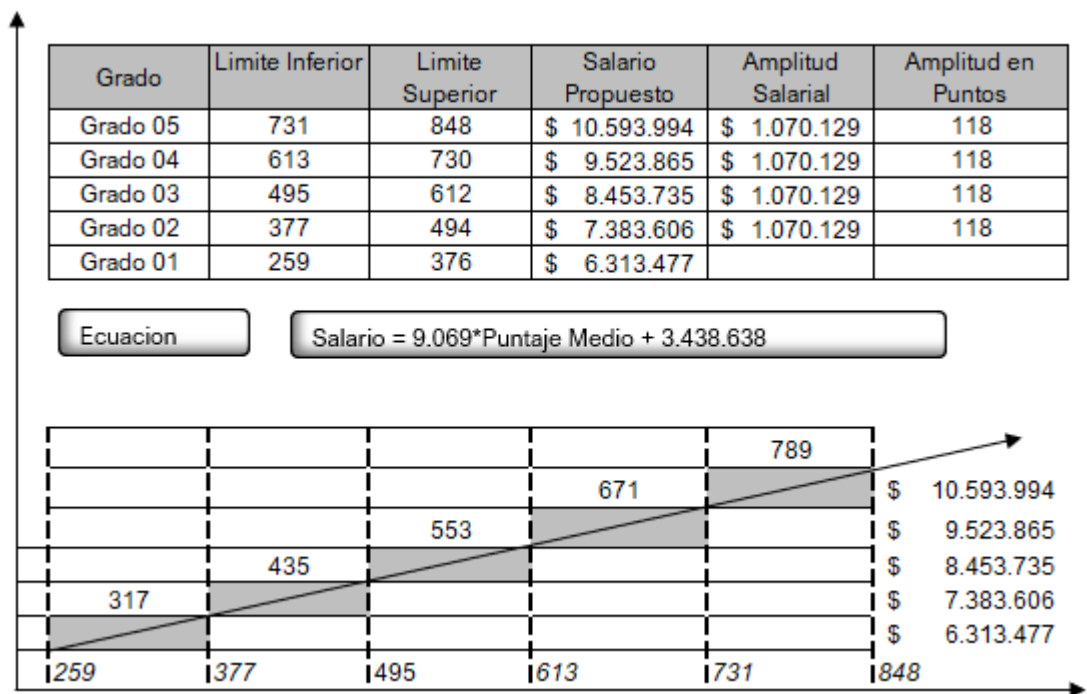 Grado Limite Inferior Limite Superior Salario Propuesto Amplitud Salarial Amplitud en Puntos
Grado 05 731 848 $ 10.593.994 $ 1.070.129 118
Grado 04 613 730 $ 9.523.865 $ 1.070.129 118
Grado 03 495 612 $ 8.453.735 $ 1.070.129 118
Grado 02 377 494 $ 7.383.606 $ 1.070.129 118
Grado 01 259 376 $ 6.313.477
Ecuacion Salario = 9.069*Puntaje Medio + 3.438.638
789
671 $ 10.593.994
553 $ 9.523.865
435 $ 8.453.735
317 $ 7.383.606
$ 6.313.477
259 377 495 613 731 848